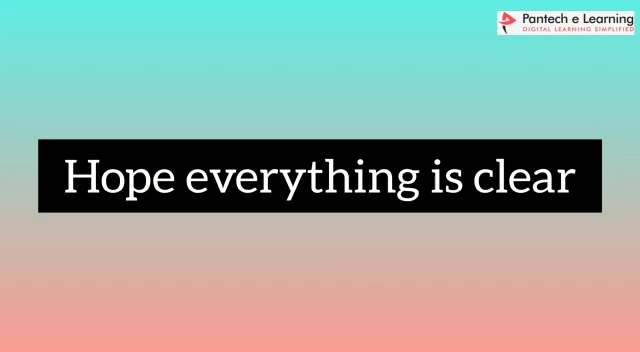 Pantech e Learning
DIGITAL LEARNING SIMPLIFIED
Hope everything is clear